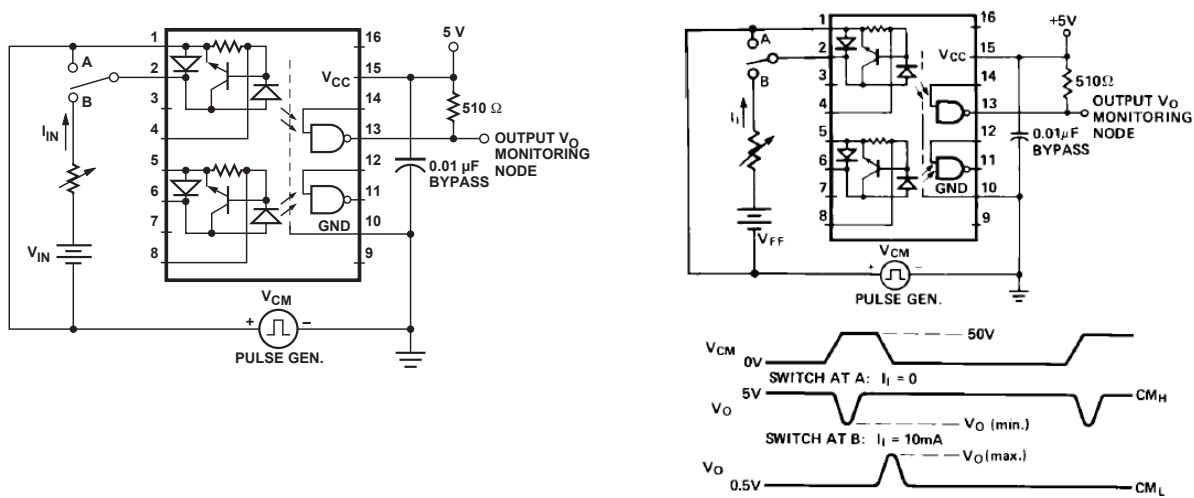 1
16
5 V
A
2
V_CC
15
B
3
14
510 Ω
I_IN
4
13
OUTPUT V_O
MONITORING
NODE
5
12
0.01 µF
BYPASS
6
11
7
GND
10
V_IN
8
9
V_CM
+
−
PULSE GEN.
1
16
+5V
A
2
V_CC
15
B
3
14
510Ω
I_I
4
13
OUTPUT V_O
MONITORING
NODE
5
12
0.01µF
BYPASS
6
11
7
GND
10
8
9
V_FF
V_CM
+
−
PULSE GEN.
50V
V_CM
0V
SWITCH AT A: I_I = 0
5V
CM_H
V_O
V_O (min.)
SWITCH AT B: I_I = 10mA
V_O (max.)
V_O
0.5V
CM_L